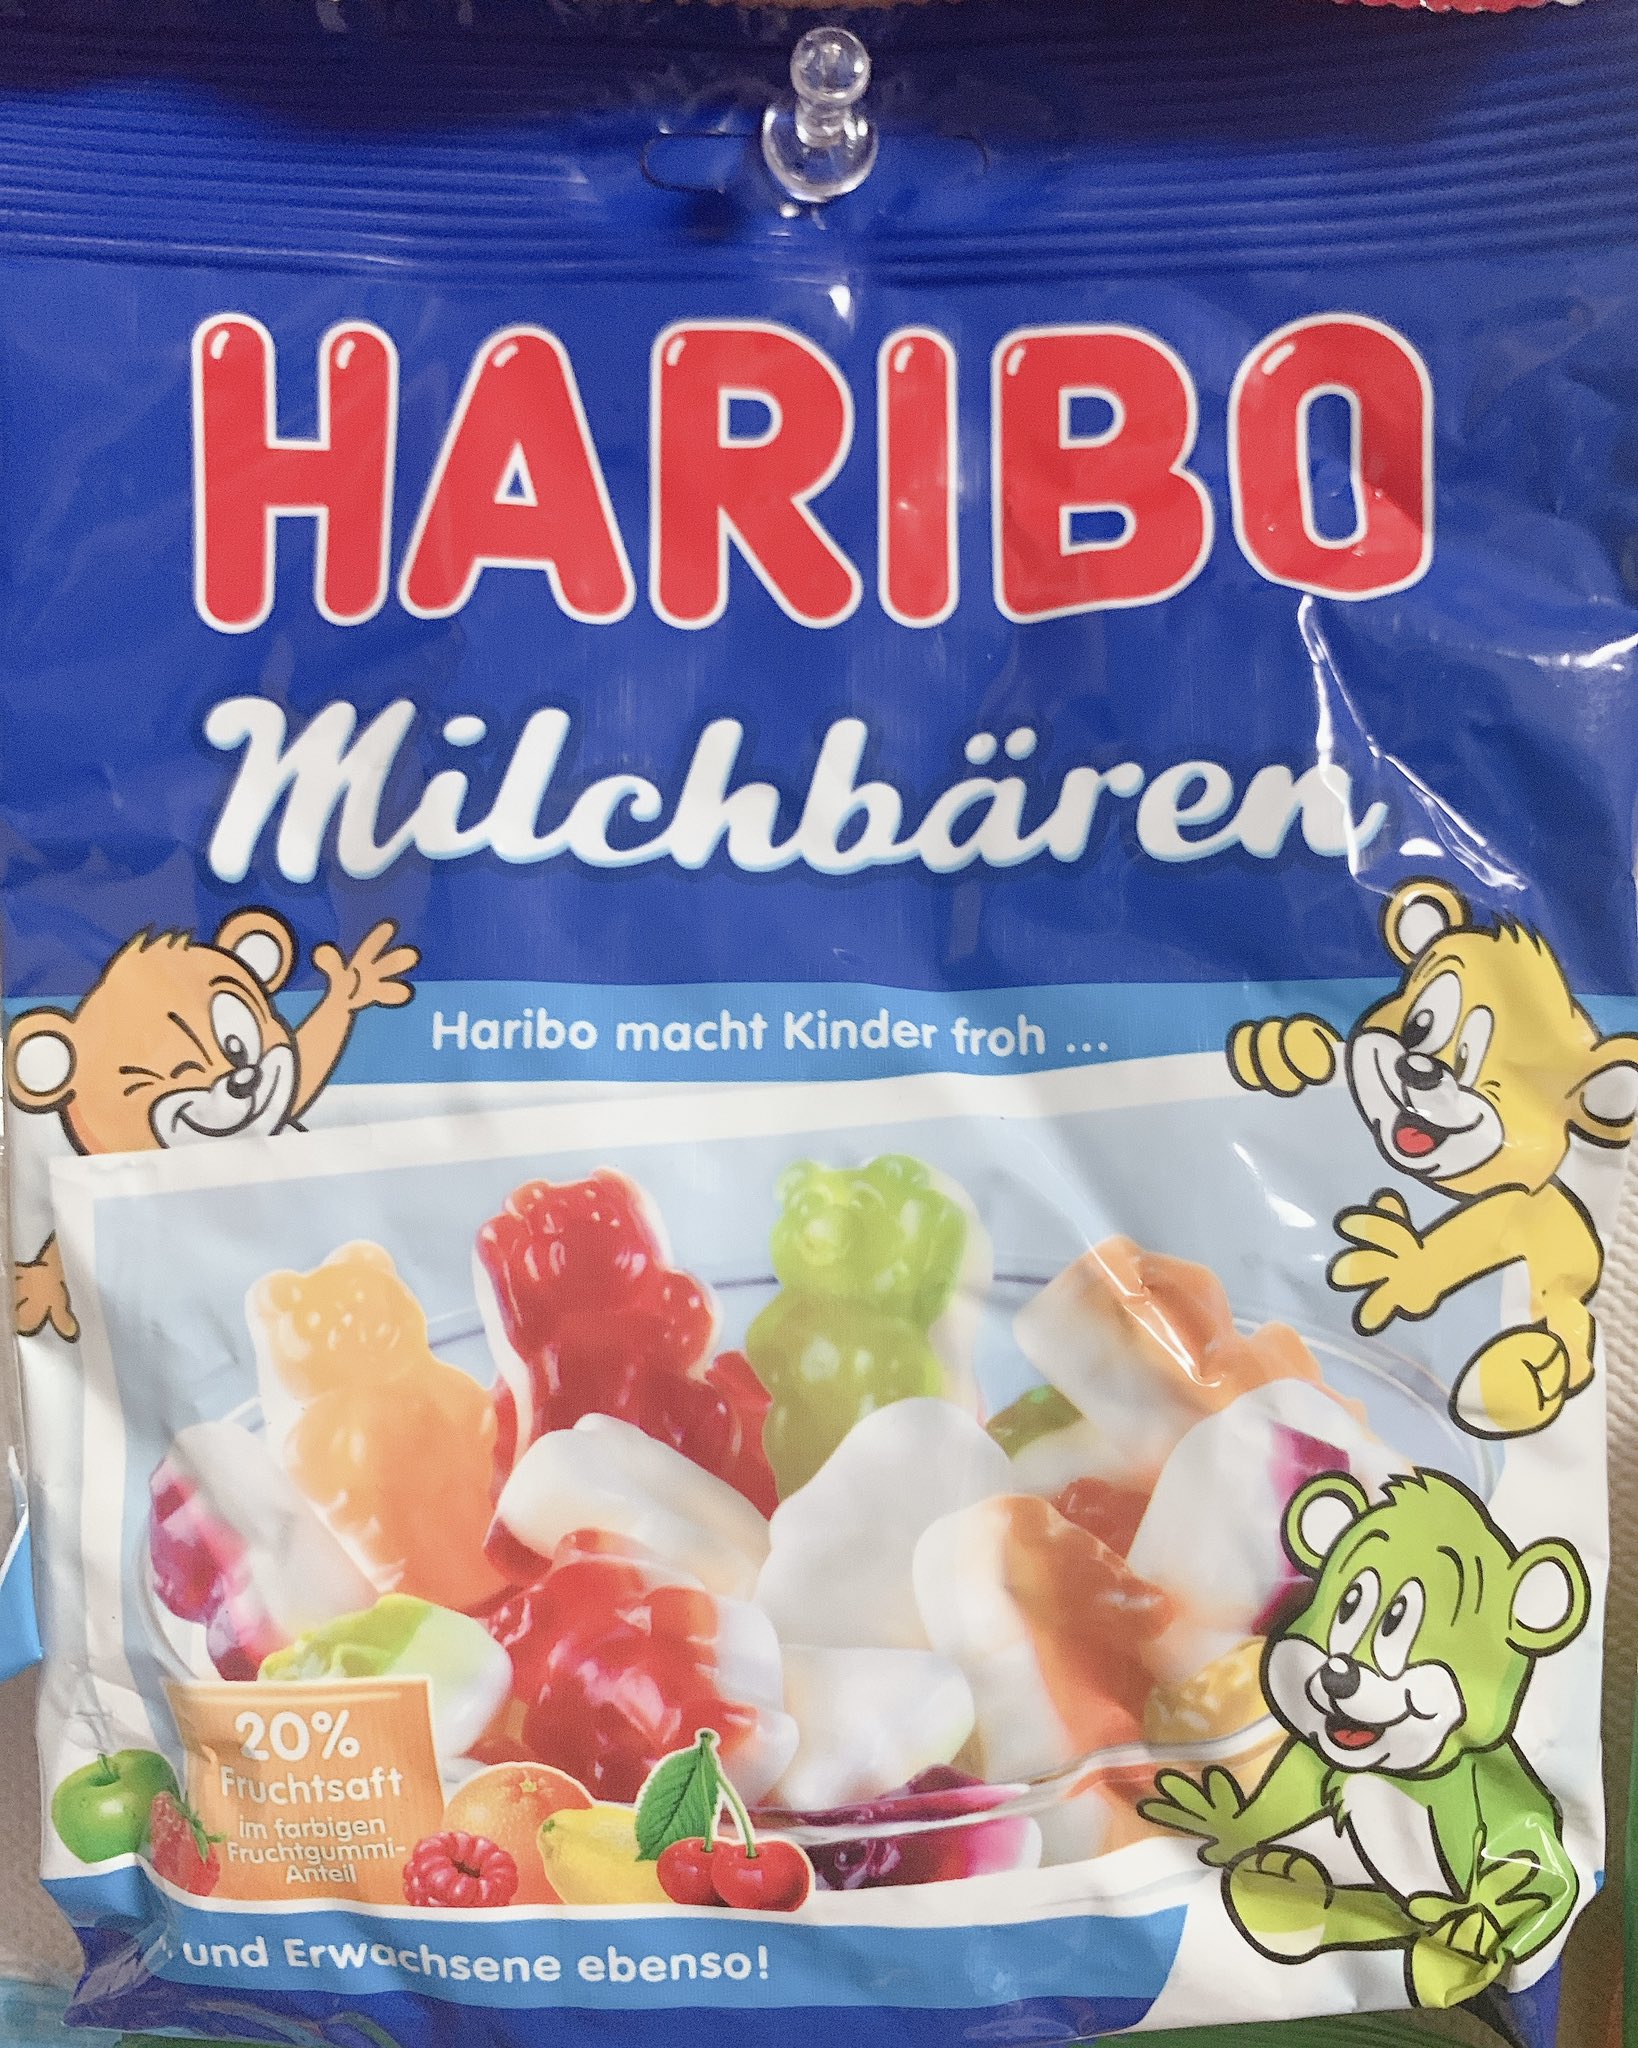 HARIBO
Milchbären
Haribo macht Kinder froh ...
20%
Fruchtsaft
im farbigen
Fruchtgummi-
Anteil
und Erwachsene ebenso!